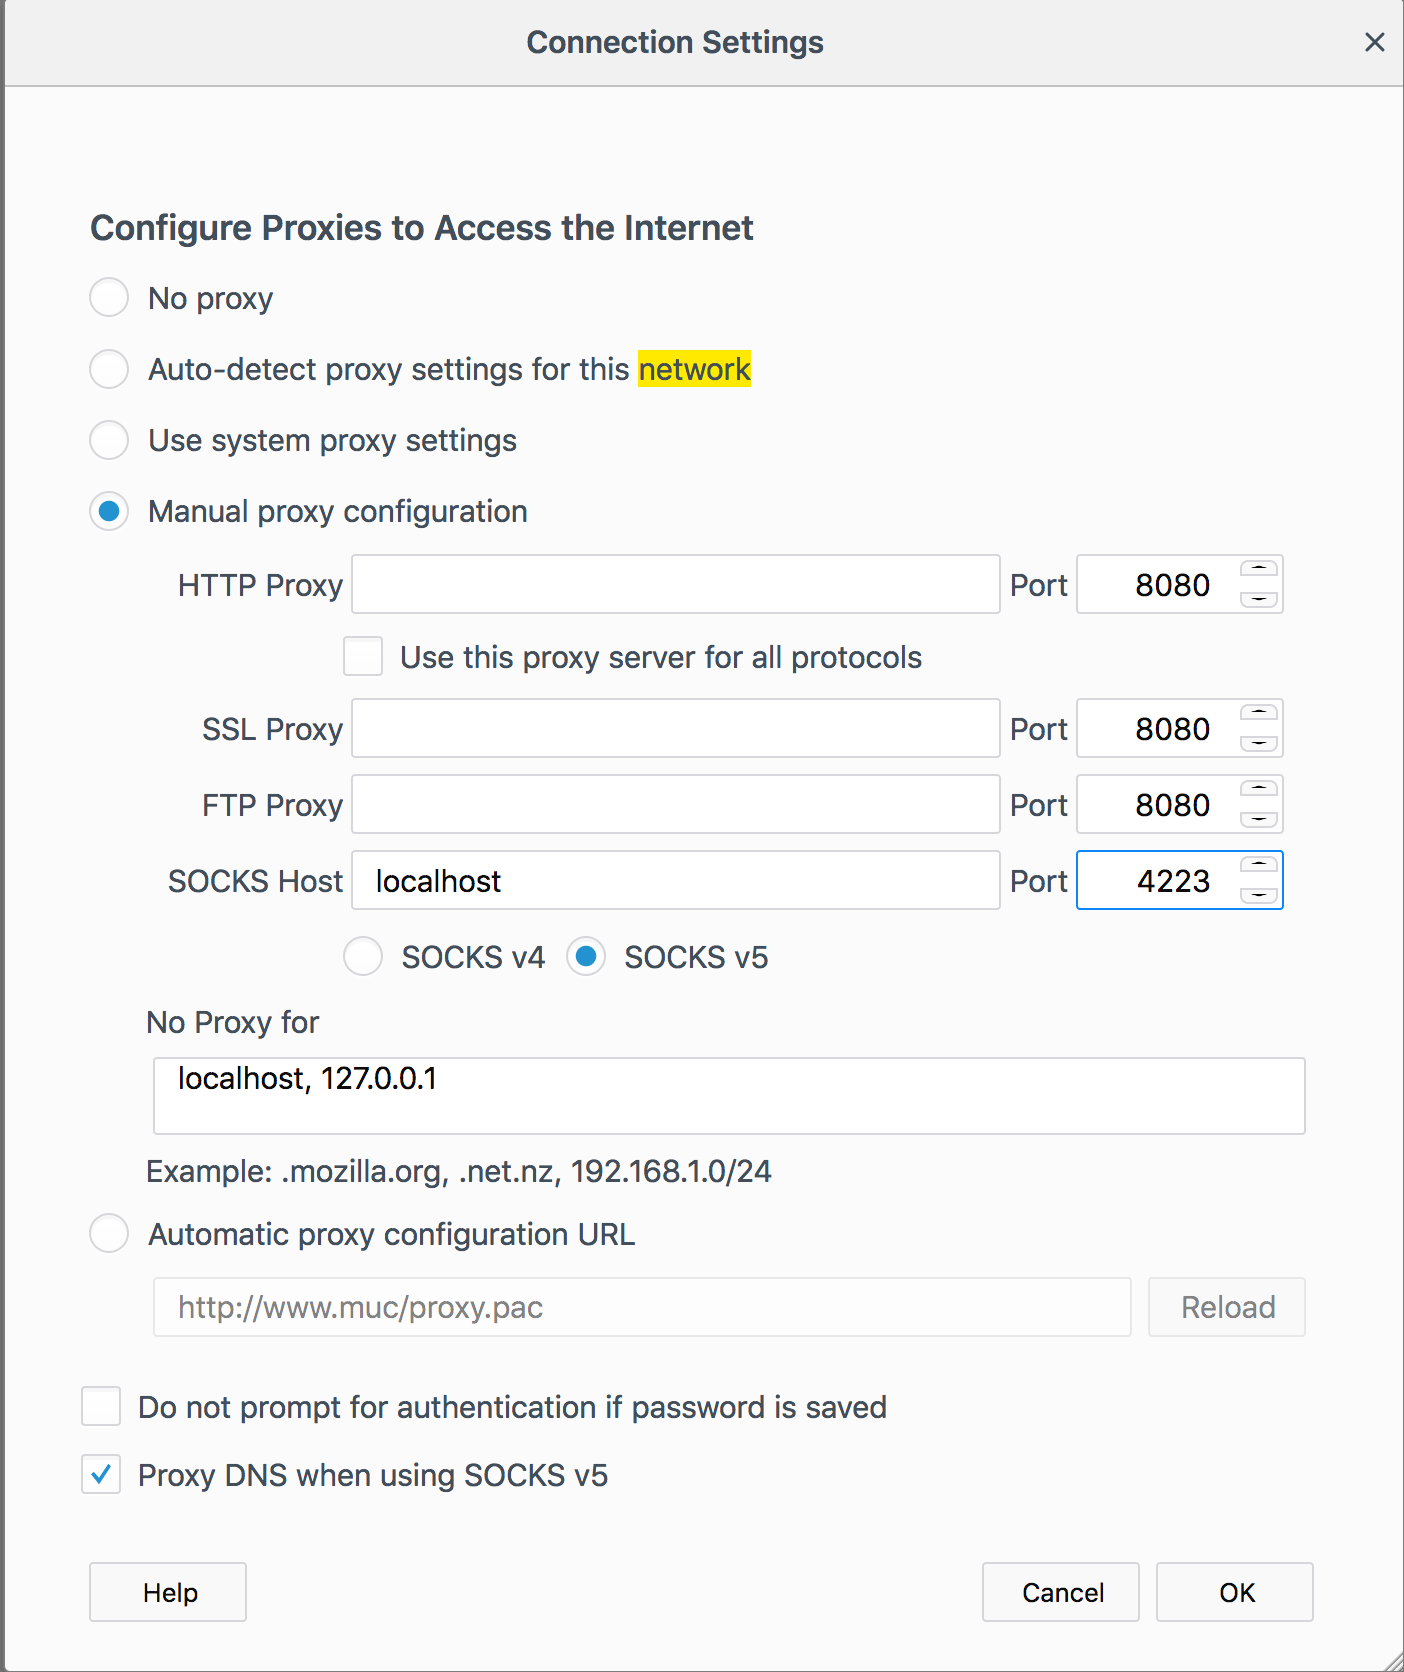 Connection Settings
Configure Proxies to Access the Internet
No proxy
Auto-detect proxy settings for this network
Use system proxy settings
Manual proxy configuration
HTTP Proxy Port 8080
Use this proxy server for all protocols
SSL Proxy Port 8080
FTP Proxy Port 8080
SOCKS Host localhost Port 4223
SOCKS v4 SOCKS v5
No Proxy for
localhost, 127.0.0.1
Example: .mozilla.org, .net.nz, 192.168.1.0/24
Automatic proxy configuration URL
http://www.muc/proxy.pac Reload
Do not prompt for authentication if password is saved
Proxy DNS when using SOCKS v5
Help Cancel OK